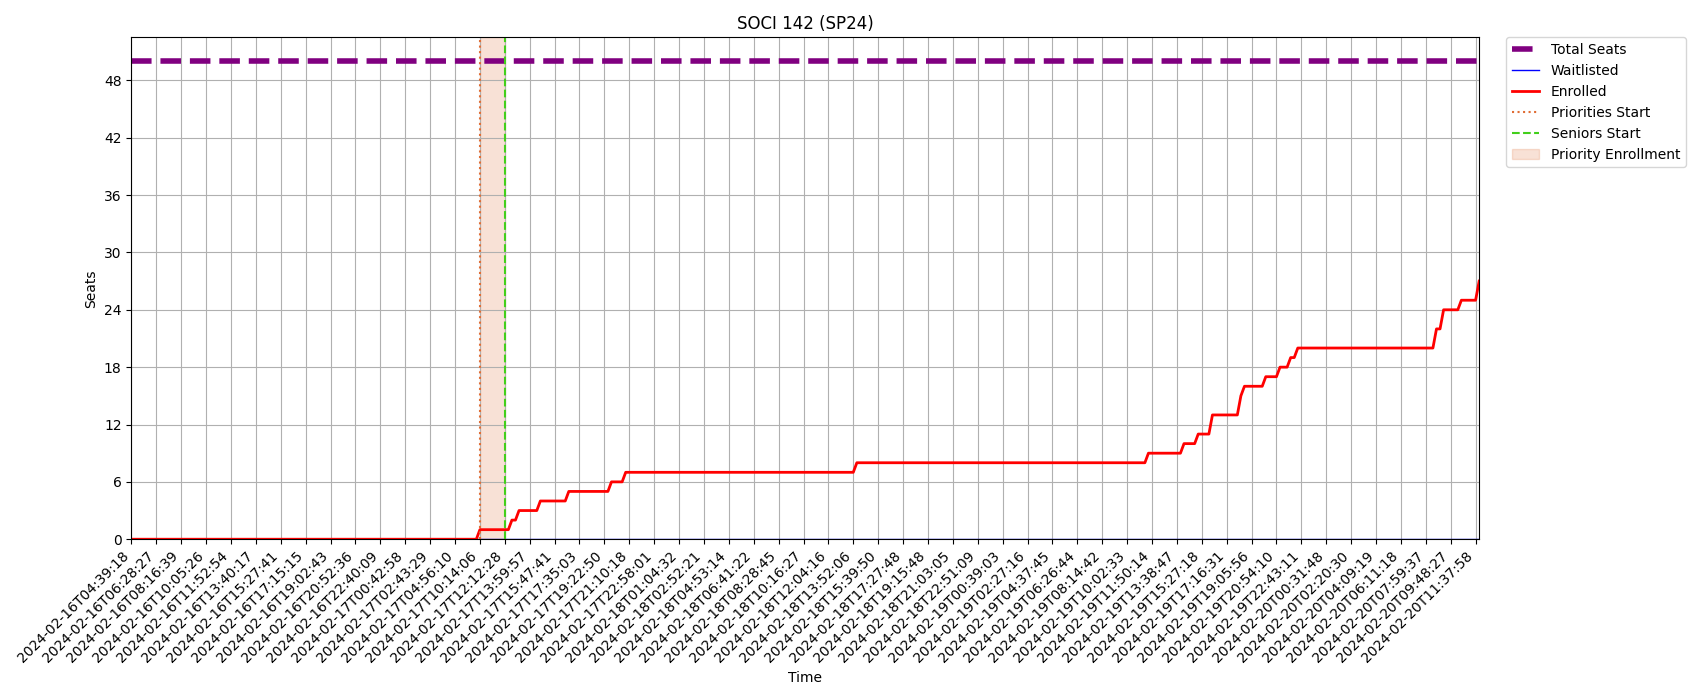 SOCI 142 (SP24)
Total Seats
Waitlisted
Enrolled
Priorities Start
Seniors Start
Priority Enrollment
Seats
48
42
36
30
24
18
12
6
0
2024-02-16T04:39:18
2024-02-16T06:28:27
2024-02-16T08:16:39
2024-02-16T10:05:26
2024-02-16T11:52:54
2024-02-16T13:40:17
2024-02-16T15:27:41
2024-02-16T17:15:15
2024-02-16T19:02:43
2024-02-16T20:52:36
2024-02-16T22:40:09
2024-02-17T00:42:58
2024-02-17T02:43:29
2024-02-17T04:56:10
2024-02-17T10:14:06
2024-02-17T12:12:28
2024-02-17T13:59:57
2024-02-17T15:47:41
2024-02-17T17:35:03
2024-02-17T19:22:50
2024-02-17T21:10:18
2024-02-17T22:58:01
2024-02-18T01:04:32
2024-02-18T02:52:21
2024-02-18T04:53:14
2024-02-18T06:41:22
2024-02-18T08:28:45
2024-02-18T10:16:27
2024-02-18T12:04:16
2024-02-18T13:52:06
2024-02-18T15:39:50
2024-02-18T17:27:48
2024-02-18T19:15:48
2024-02-18T21:03:05
2024-02-18T22:51:09
2024-02-19T00:39:03
2024-02-19T02:27:16
2024-02-19T04:37:45
2024-02-19T06:26:44
2024-02-19T08:14:42
2024-02-19T10:02:33
2024-02-19T11:50:14
2024-02-19T13:38:47
2024-02-19T15:27:18
2024-02-19T17:16:31
2024-02-19T19:05:56
2024-02-19T20:54:10
2024-02-19T22:43:11
2024-02-20T00:31:48
2024-02-20T02:20:30
2024-02-20T04:09:19
2024-02-20T06:11:18
2024-02-20T07:59:37
2024-02-20T09:48:27
2024-02-20T11:37:58
Time